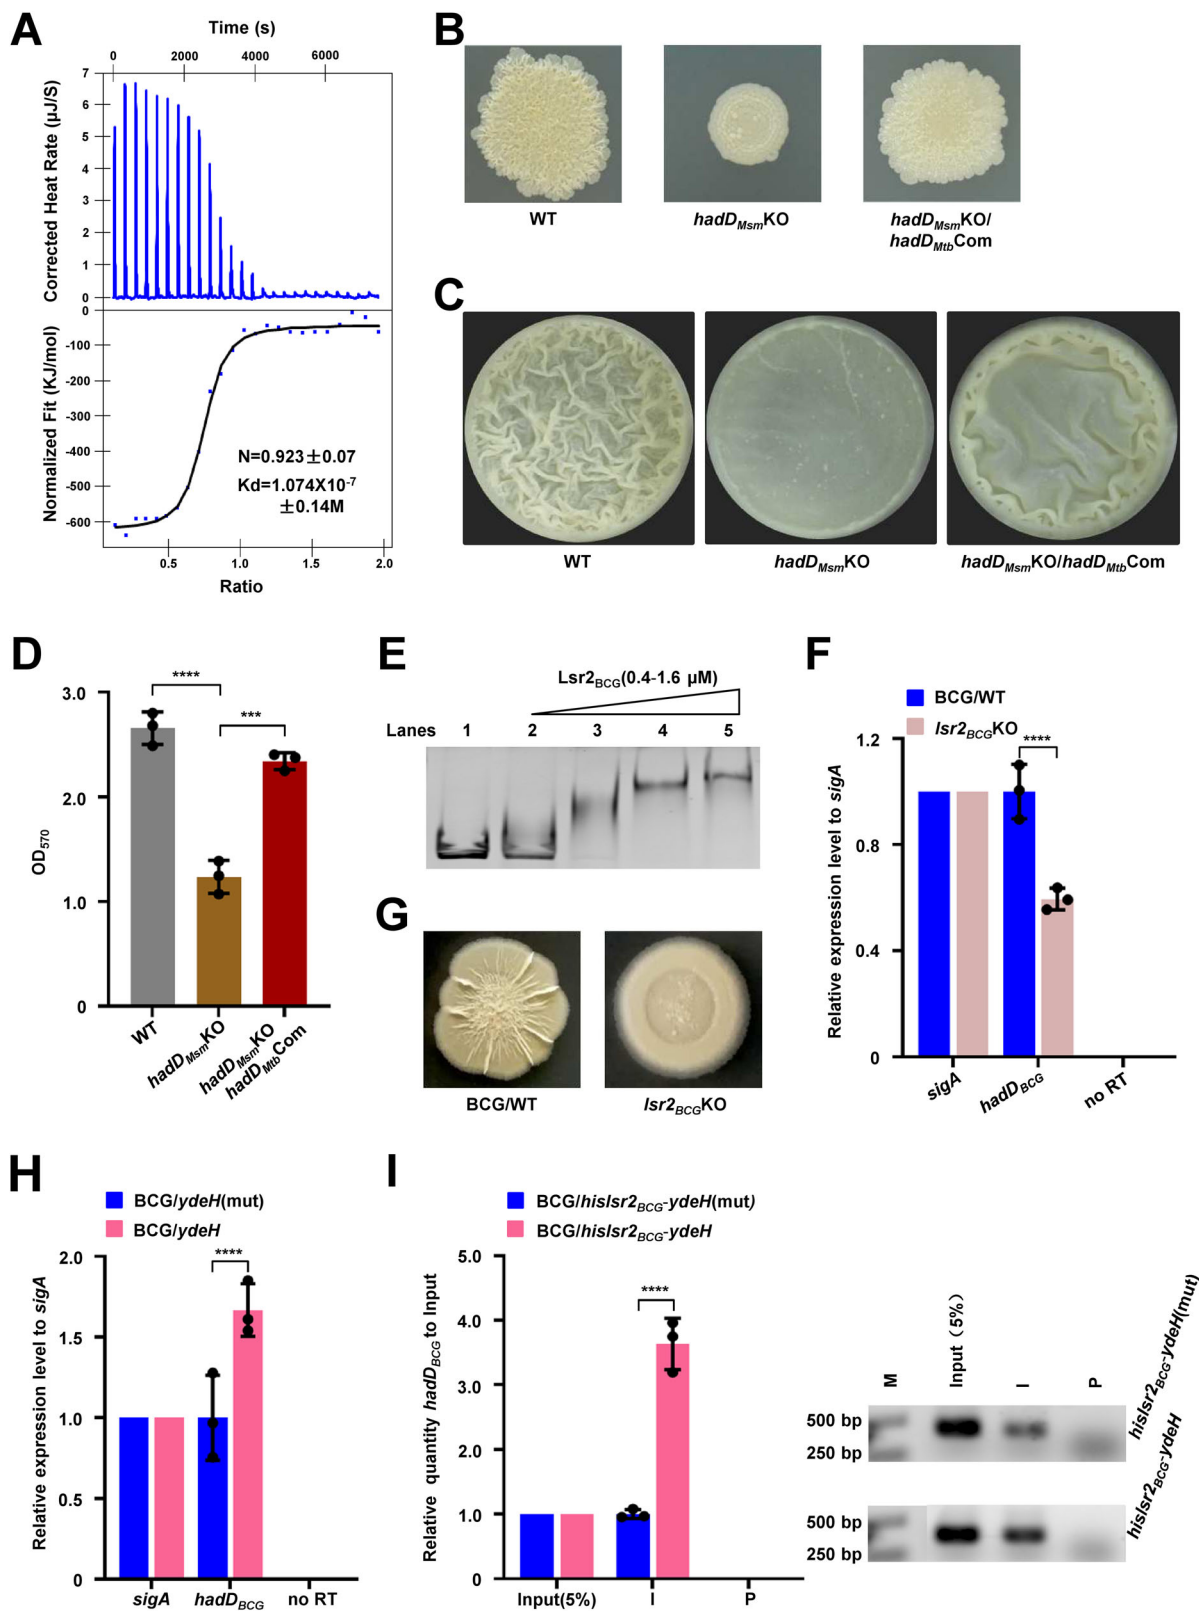 A
Time (s)
0 2000 4000 6000
Corrected Heat Rate (µJ/S)
7
6
5
4
3
2
1
0
Normalized Fit (KJ/mol)
0
-100
-200
-300
-400
-500
-600
N=0.923±0.07
Kd=1.074X10-7
±0.14M
0.5 1.0 1.5 2.0
Ratio
B
WT
hadDMsmKO
hadDMsmKO/
hadDMtbCom
C
WT
hadDMsmKO
hadDMsmKO/hadDMtbCom
D
OD570
3.0
2.0
1.0
0
****
***
WT
hadDMsmKO
hadDMsmKO
hadDMtbCom
E
Lsr2BCG(0.4-1.6 µM)
Lanes 1 2 3 4 5
F
BCG/WT
lsr2BCGKO
Relative expression level to sigA
1.2
0.8
0.4
0
****
sigA
hadDBCG
no RT
G
BCG/WT
lsr2BCGKO
H
BCG/ydeH(mut)
BCG/ydeH
Relative expression level to sigA
2.0
1.5
1.0
0.5
0
****
sigA hadDBCG no RT
I
BCG/hislsr2BCG-ydeH(mut)
BCG/hislsr2BCG-ydeH
Relative quantity hadDBCG to Input
5.0
4.0
3.0
2.0
1.0
0
****
Input(5%) I P
M
Input（5%）
I
P
500 bp
250 bp
hislsr2BCG-ydeH(mut)
500 bp
250 bp
hislsr2BCG-ydeH